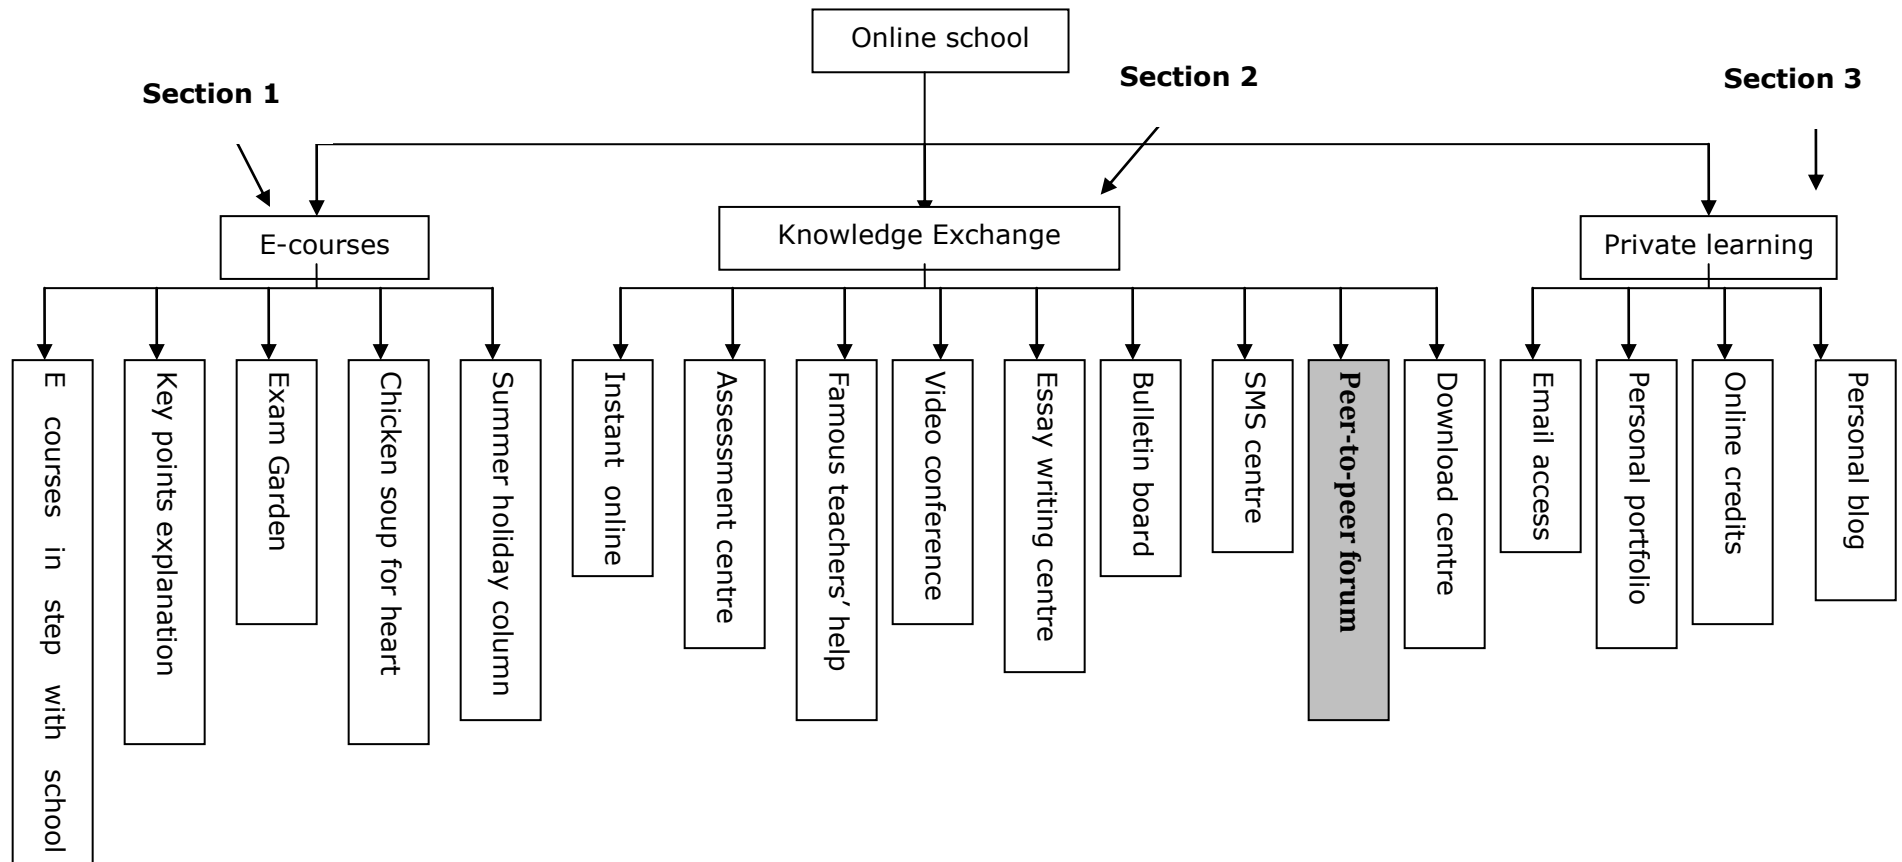 Online school
Section 1
Section 2
Section 3
E-courses
Knowledge Exchange
Private learning
E courses in step with school
Key points explanation
Exam Garden
Chicken soup for heart
Summer holiday column
Instant online
Assessment centre
Famous teachers’ help
Video conference
Essay writing centre
Bulletin board
SMS centre
Peer-to-peer forum
Download centre
Email access
Personal portfolio
Online credits
Personal blog